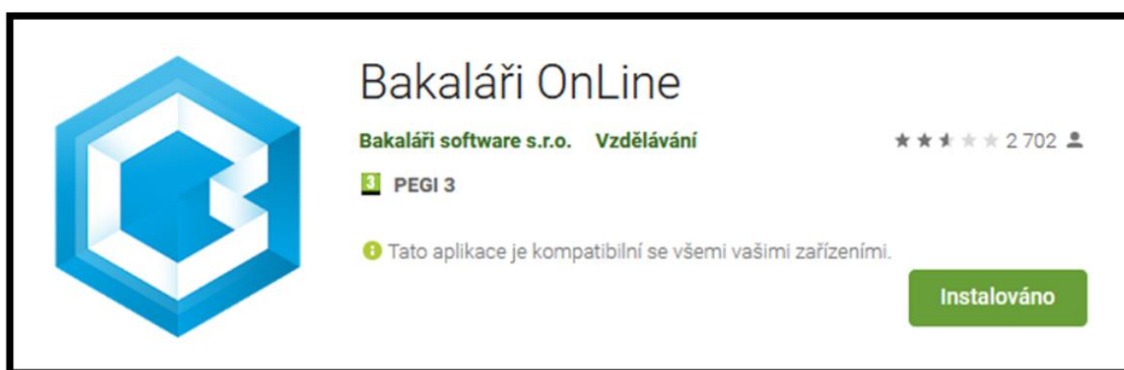 Bakaláři OnLine
Bakaláři software s.r.o. Vzdělávání
2 702
3 PEGI 3
Tato aplikace je kompatibilní se všemi vašimi zařízeními.
Instalováno